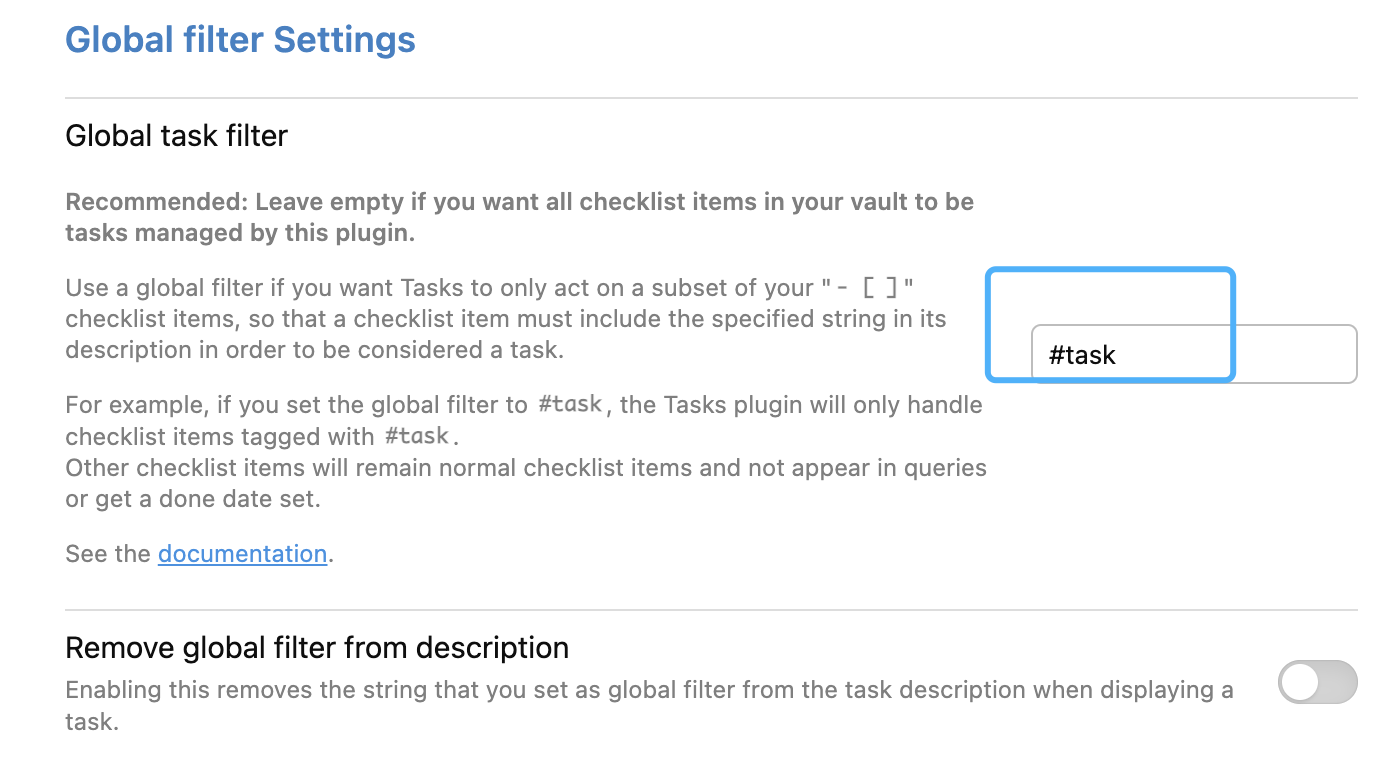 Global filter Settings
Global task filter
Recommended: Leave empty if you want all checklist items in your vault to be
tasks managed by this plugin.
Use a global filter if you want Tasks to only act on a subset of your "- [ ]"
checklist items, so that a checklist item must include the specified string in its
description in order to be considered a task.
#task
For example, if you set the global filter to #task, the Tasks plugin will only handle
checklist items tagged with #task.
Other checklist items will remain normal checklist items and not appear in queries
or get a done date set.
See the documentation.
Remove global filter from description
Enabling this removes the string that you set as global filter from the task description when displaying a
task.